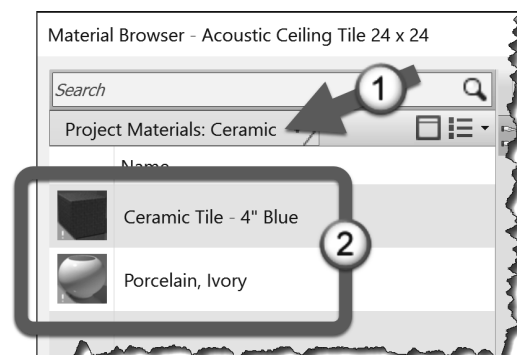 Material Browser - Acoustic Ceiling Tile 24 x 24
Search
1
Project Materials: Ceramic
Name
Ceramic Tile - 4" Blue
2
Porcelain, Ivory